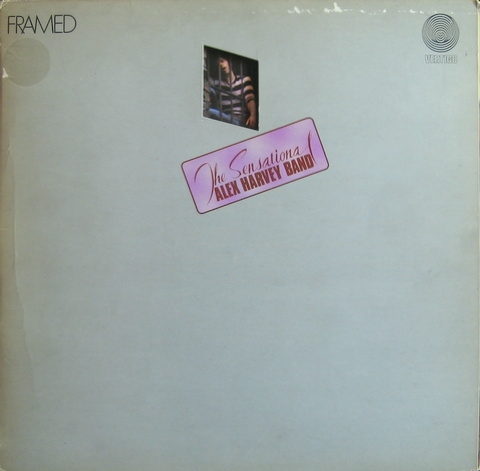 FRAMED
VERTIGO
The Sensational
ALEX HARVEY BAND